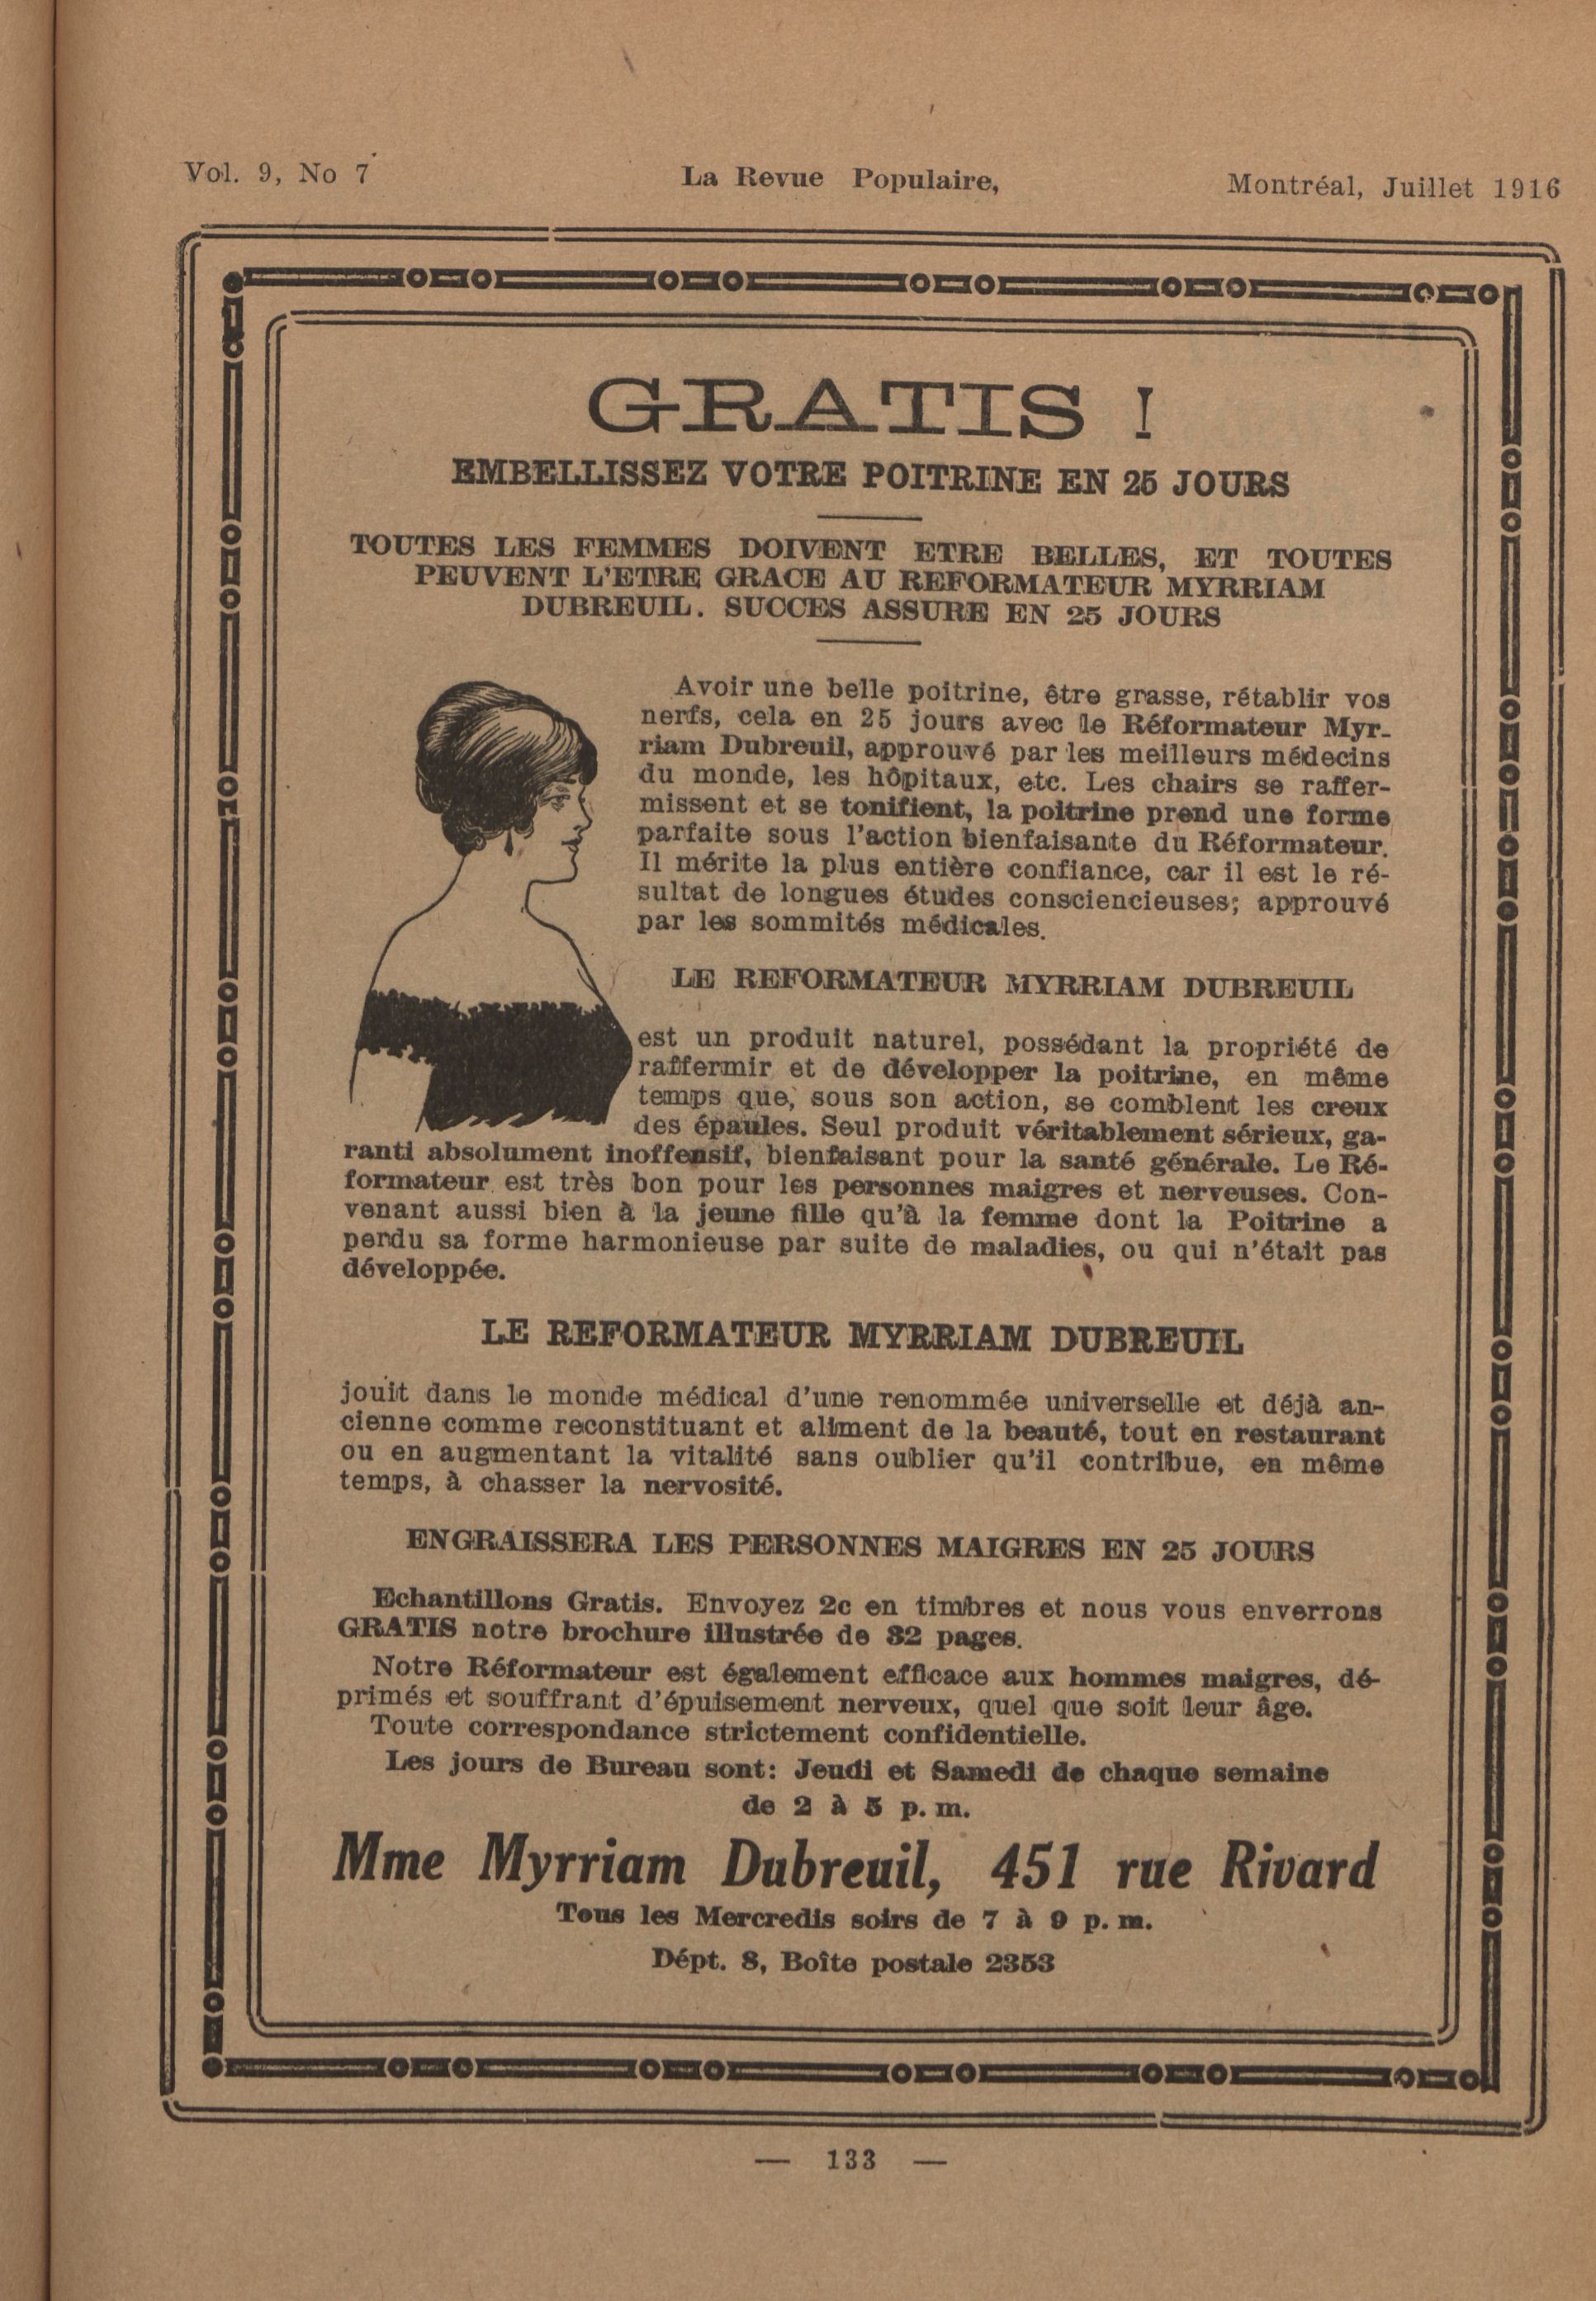 Vol. 9, No 7
La Revue Populaire,
Montréal, Juillet 1916
GRATIS !
EMBELLISSEZ VOTRE POITRINE EN 25 JOURS
TOUTES LES FEMMES DOIVENT ETRE BELLES, ET TOUTES
PEUVENT L'ETRE GRACE AU REFORMATEUR MYRRIAM
DUBREUIL. SUCCES ASSURE EN 25 JOURS
Avoir une belle poitrine, être grasse, rétablir vos
nerfs, cela en 25 jours avec le Réformateur Myr-
riam Dubreuil, approuvé par les meilleurs médecins
du monde, les hôpitaux, etc. Les chairs se raffer-
missent et se tonifient, la poitrine prend une forme
parfaite sous l'action bienfaisante du Réformateur.
Il mérite la plus entière confiance, car il est le ré-
sultat de longues études consciencieuses; approuvé
par les sommités médicales.
LE REFORMATEUR MYRRIAM DUBREUIL
est un produit naturel, possédant la propriété de
raffermir et de développer la poitrine, en même
temps que, sous son action, se comblent les creux
des épaules. Seul produit véritablement sérieux, ga-
ranti absolument inoffensif, bienfaisant pour la santé générale. Le Ré-
formateur est très bon pour les personnes maigres et nerveuses. Con-
venant aussi bien à la jeune fille qu'à la femme dont la Poitrine a
perdu sa forme harmonieuse par suite de maladies, ou qui n'était pas
développée.
LE REFORMATEUR MYRRIAM DUBREUIL
jouit dans le monde médical d'une renommée universelle et déjà an-
cienne comme reconstituant et aliment de la beauté, tout en restaurant
ou en augmentant la vitalité sans oublier qu'il contribue, en même
temps, à chasser la nervosité.
ENGRAISSERA LES PERSONNES MAIGRES EN 25 JOURS
Echantillons Gratis. Envoyez 2c en timbres et nous vous enverrons
GRATIS notre brochure illustrée de 32 pages.
Notre Réformateur est également efficace aux hommes maigres, dé-
primés et souffrant d'épuisement nerveux, quel que soit leur âge.
Toute correspondance strictement confidentielle.
Les jours de Bureau sont: Jeudi et Samedi de chaque semaine
de 2 à 5 p. m.
Mme Myrriam Dubreuil, 451 rue Rivard
Tous les Mercredis soirs de 7 à 9 p. m.
Dépt. 8, Boîte postale 2353
— 133 —